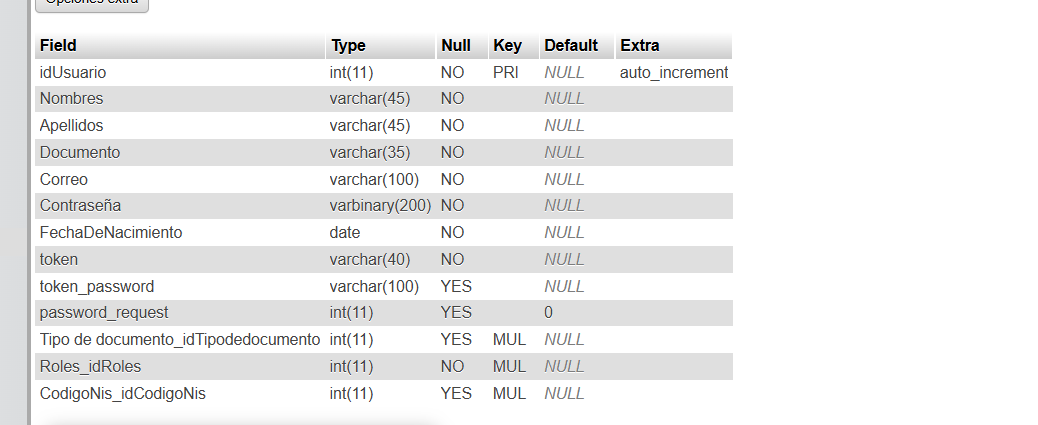 Opciones extra
Field Type Null Key Default Extra
idUsuario int(11) NO PRI NULL auto_increment
Nombres varchar(45) NO NULL
Apellidos varchar(45) NO NULL
Documento varchar(35) NO NULL
Correo varchar(100) NO NULL
Contraseña varbinary(200) NO NULL
FechaDeNacimiento date NO NULL
token varchar(40) NO NULL
token_password varchar(100) YES NULL
password_request int(11) YES 0
Tipo de documento_idTipodedocumento int(11) YES MUL NULL
Roles_idRoles int(11) NO MUL NULL
CodigoNis_idCodigoNis int(11) YES MUL NULL